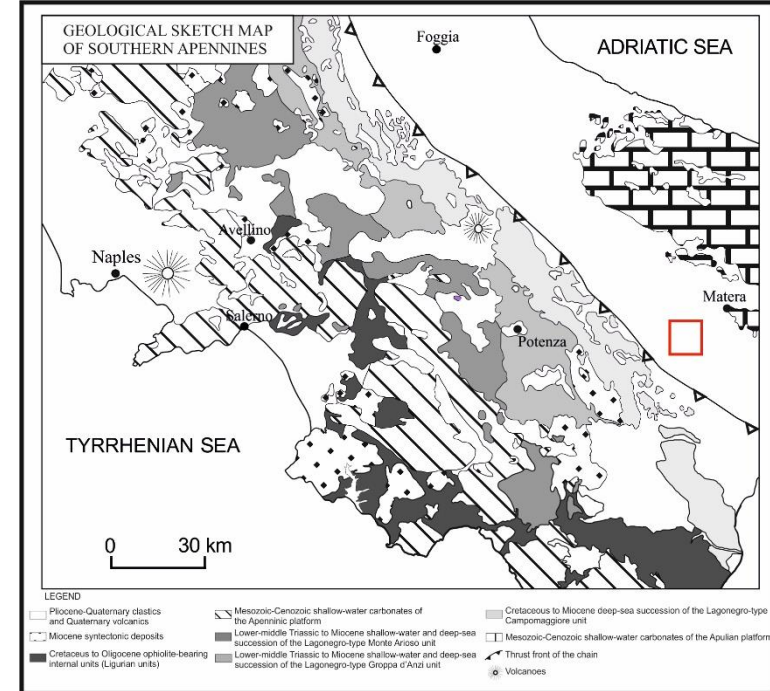 GEOLOGICAL SKETCH MAP
OF SOUTHERN APENNINES
Foggia
ADRIATIC SEA
Avellino
Naples
Matera
Salerno
Potenza
TYRRHENIAN SEA
0 30 km
LEGEND
Pliocene-Quaternary clastics
and Quaternary volcanics
Miocene syntectonic deposits
Cretaceus to Oligocene ophiolite-bearing
internal units (Ligurian units)
Mesozoic-Cenozoic shallow-water carbonates of
the Apenninic platform
Lower-middle Triassic to Miocene shallow-water and deep-sea
succession of the Lagonegro-type Monte Arioso unit
Lower-middle Triassic to Miocene shallow-water and deep-sea
succession of the Lagonegro-type Groppa d'Anzi unit
Cretaceous to Miocene deep-sea succession of the Lagonegro-type
Campomaggiore unit
Mesozoic-Cenozoic shallow-water carbonates of the Apulian platform
Thrust front of the chain
Volcanoes